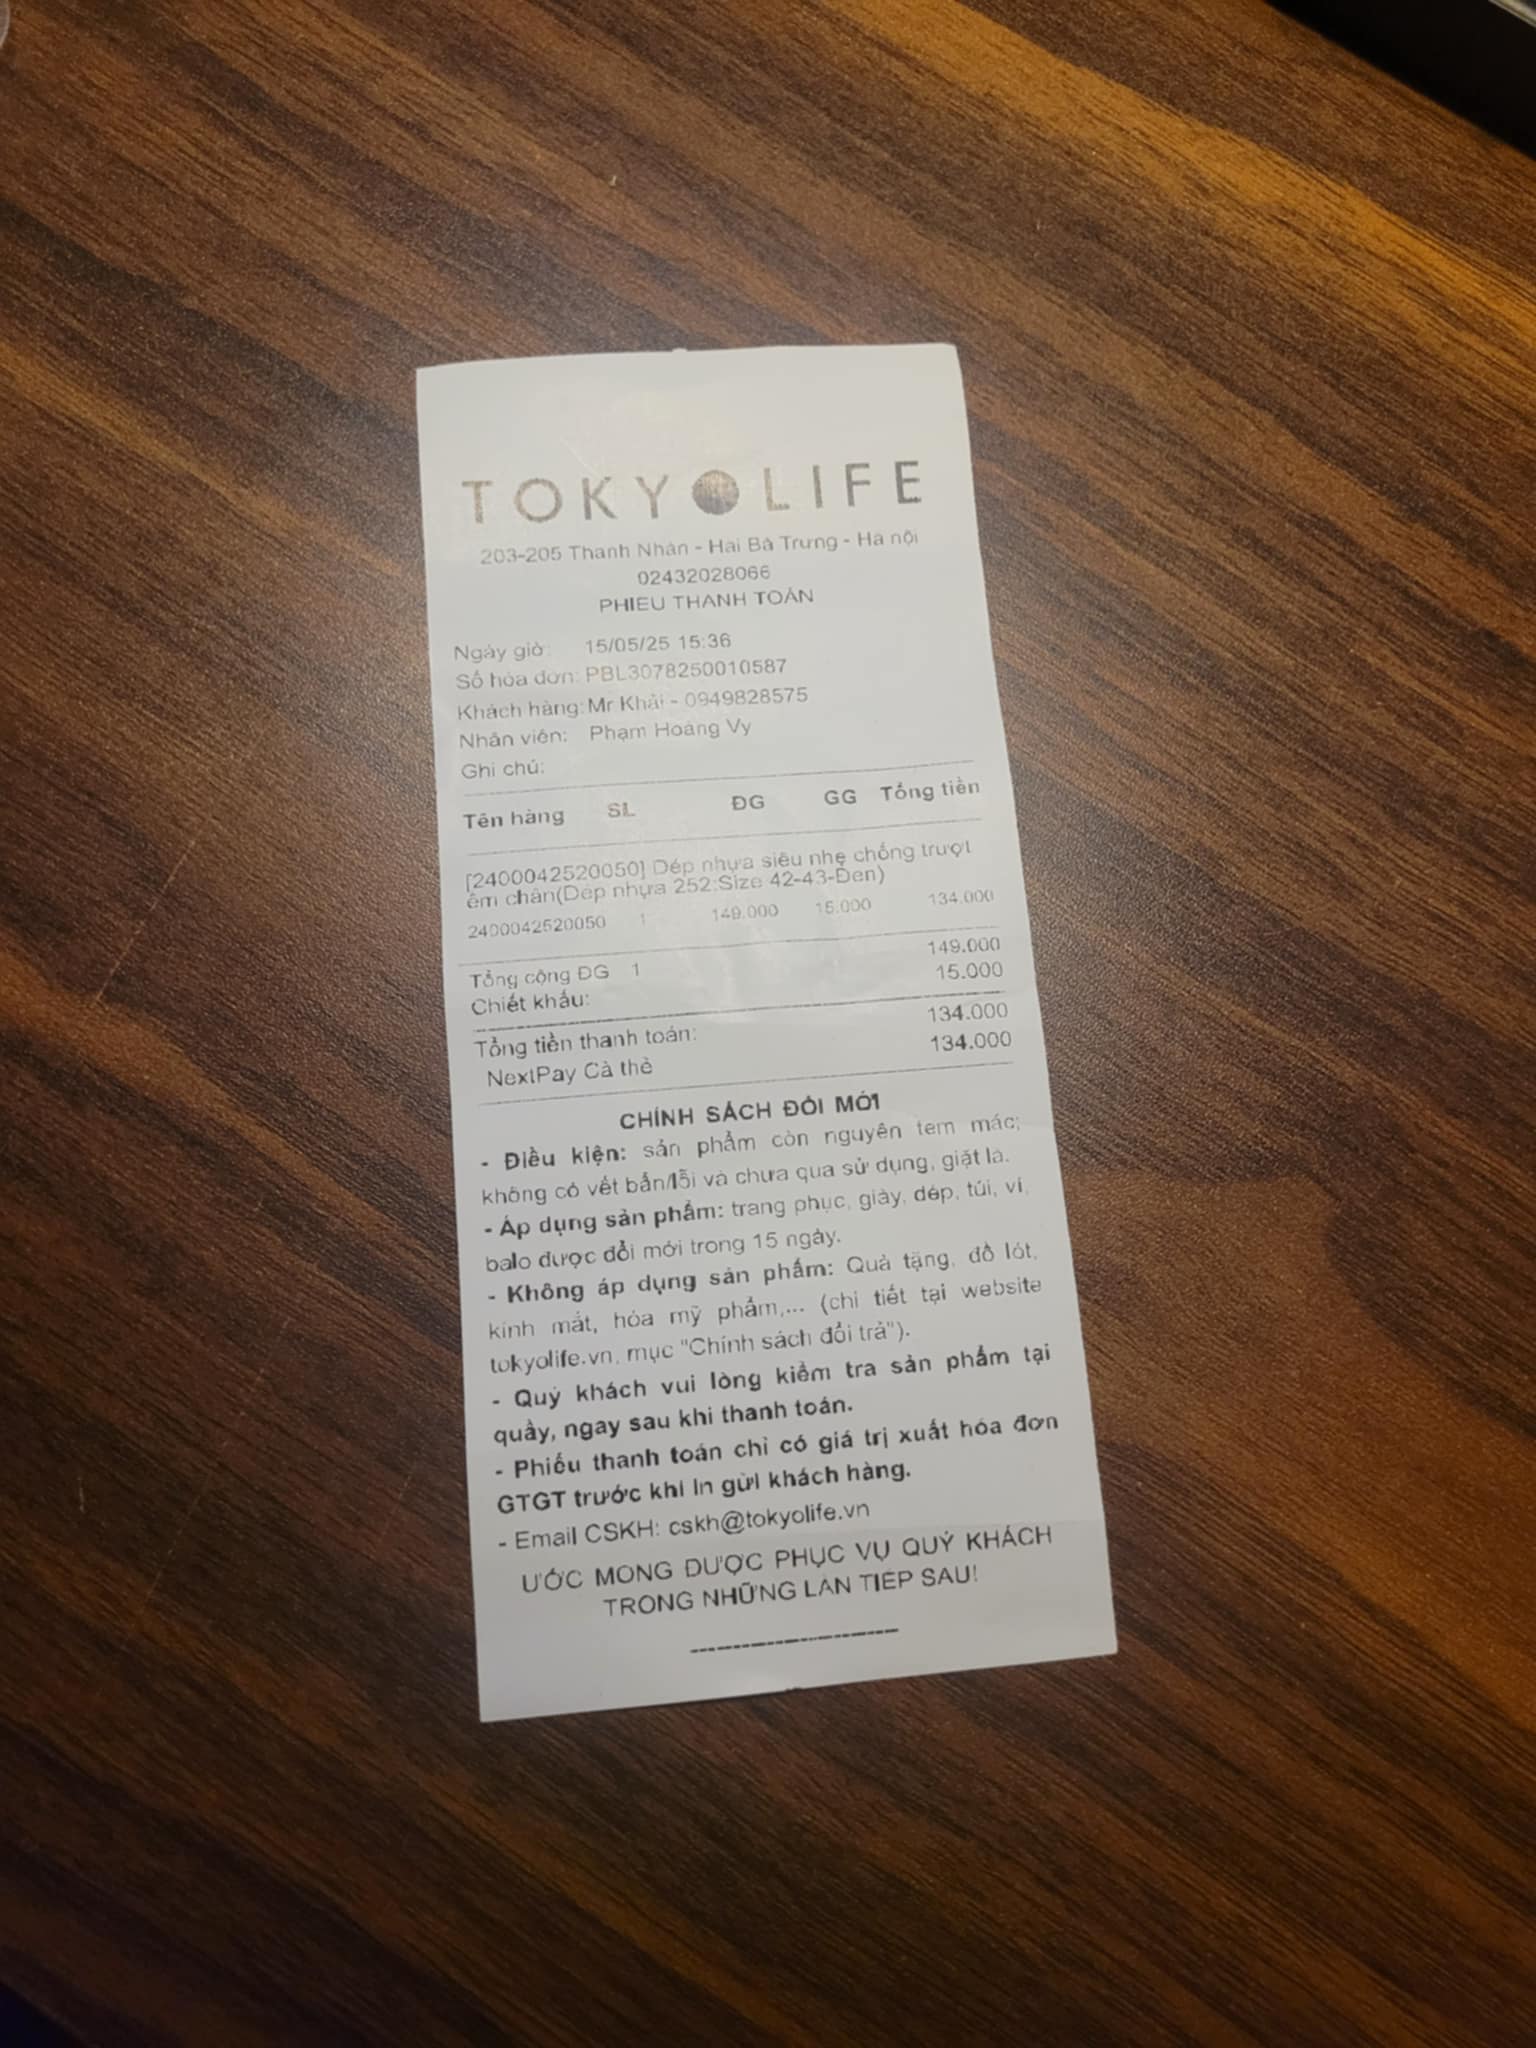 TOKYOLIFE
203-205 Thanh Nhàn - Hai Bà Trưng - Hà nội
02432028066
PHIẾU THANH TOÁN
Ngày giờ: 15/05/25 15:36
Số hóa đơn: PBL3078250010587
Khách hàng: Mr Khải - 0949828575
Nhân viên: Phạm Hoàng Vy
Ghi chú:
Tên hàng SL ĐG GG Tổng tiền
[2400042520050] Dép nhựa siêu nhẹ chống trượt
êm chân(Dép nhựa 252:Size 42-43-Đen)
2400042520050 1 149.000 15.000 134.000
Tổng cộng ĐG 1 149.000
Chiết khấu: 15.000
Tổng tiền thanh toán: 134.000
NextPay Cà thẻ 134.000
CHÍNH SÁCH ĐỔI MỚI
- Điều kiện: sản phẩm còn nguyên tem mác;
không có vết bẩn/lỗi và chưa qua sử dụng, giặt là.
- Áp dụng sản phẩm: trang phục, giày, dép, túi, ví,
balo được đổi mới trong 15 ngày.
- Không áp dụng sản phẩm: Quà tặng, đồ lót,
kính mắt, hóa mỹ phẩm,... (chi tiết tại website
tokyolife.vn, mục "Chính sách đổi trả").
- Quý khách vui lòng kiểm tra sản phẩm tại
quầy, ngay sau khi thanh toán.
- Phiếu thanh toán chỉ có giá trị xuất hóa đơn
GTGT trước khi in gửi khách hàng.
- Email CSKH: cskh@tokyolife.vn
ƯỚC MONG ĐƯỢC PHỤC VỤ QUÝ KHÁCH
TRONG NHỮNG LẦN TIẾP SAU!